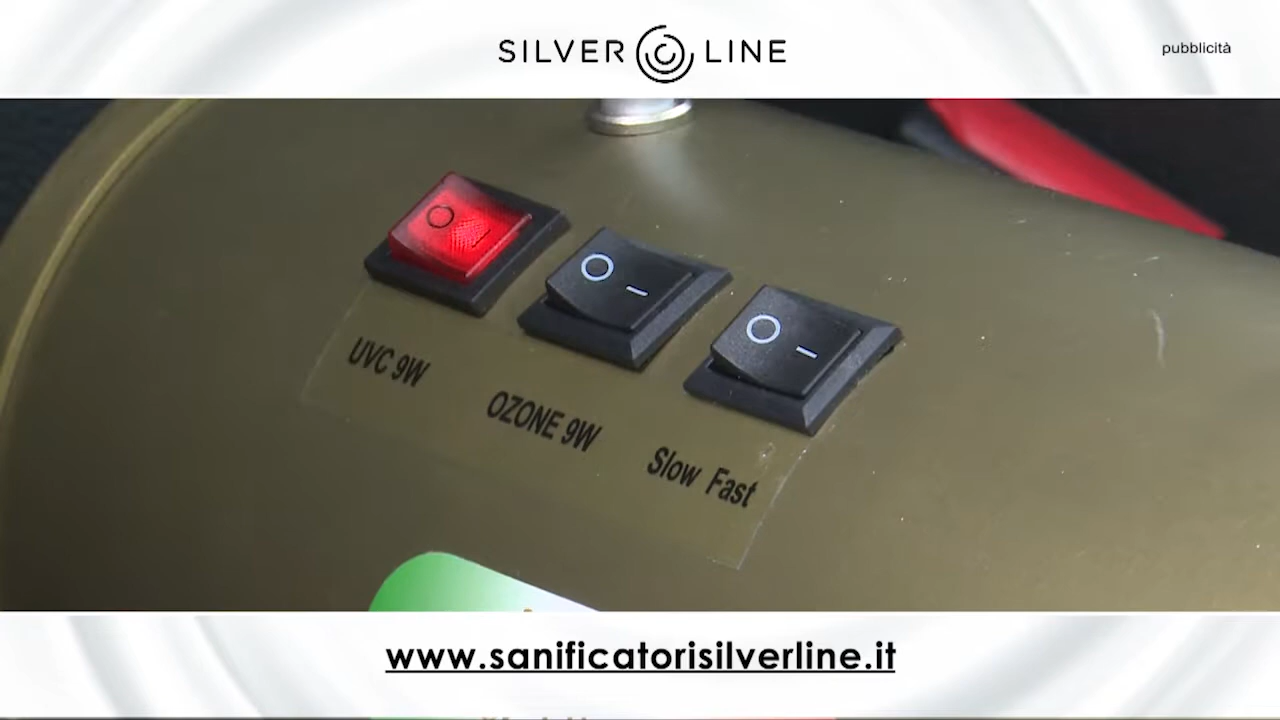 SILVER LINE
pubblicità
UVC 9W
OZONE 9W
Slow Fast
www.sanificatorisilverline.it